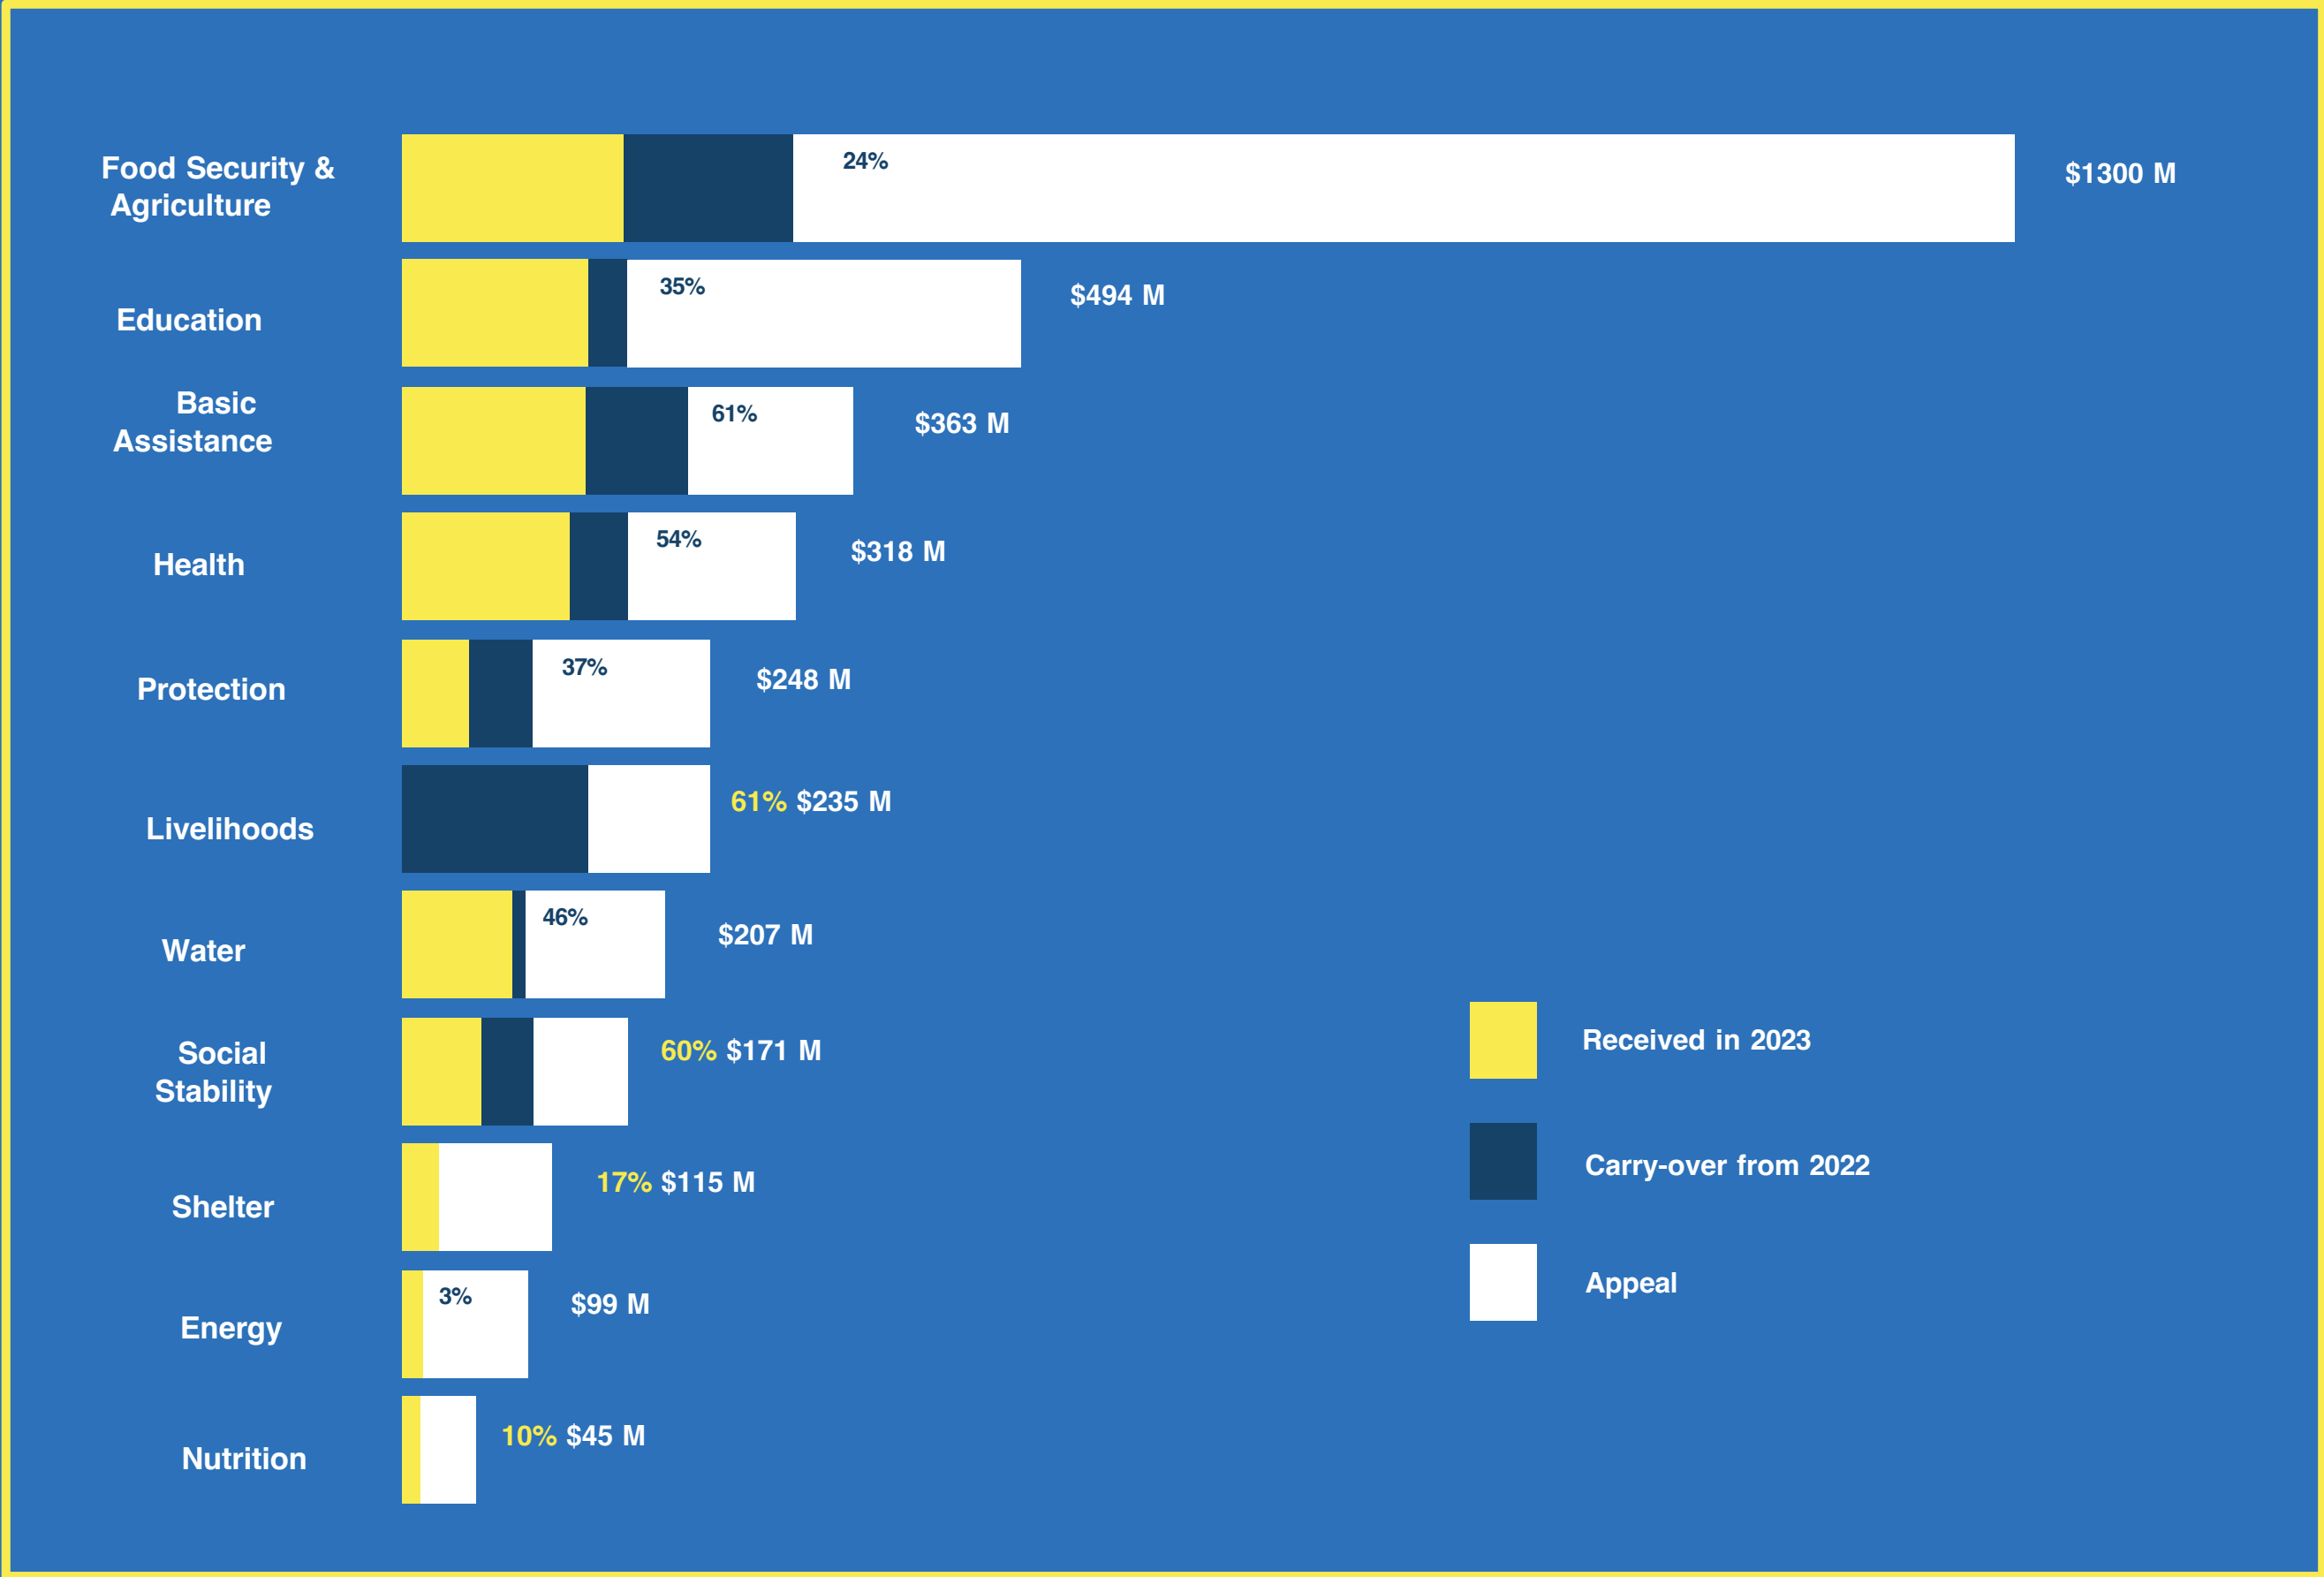 Food Security &
Agriculture
24%
$1300 M
Education
35%
$494 M
Basic
Assistance
61%
$363 M
Health
54%
$318 M
Protection
37%
$248 M
Livelihoods
61% $235 M
Water
46%
$207 M
Social
Stability
60% $171 M
Shelter
17% $115 M
Energy
3%
$99 M
Nutrition
10% $45 M
Received in 2023
Carry-over from 2022
Appeal